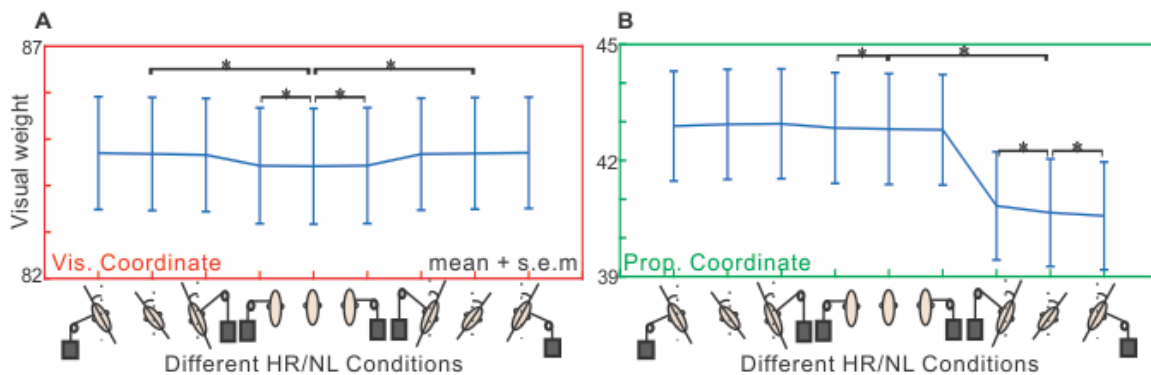 A
B
87
45
* *
* *
* *
* *
Visual weight
42
82
Vis. Coordinate
mean + s.e.m
39
Prop. Coordinate
Different HR/NL Conditions
Different HR/NL Conditions